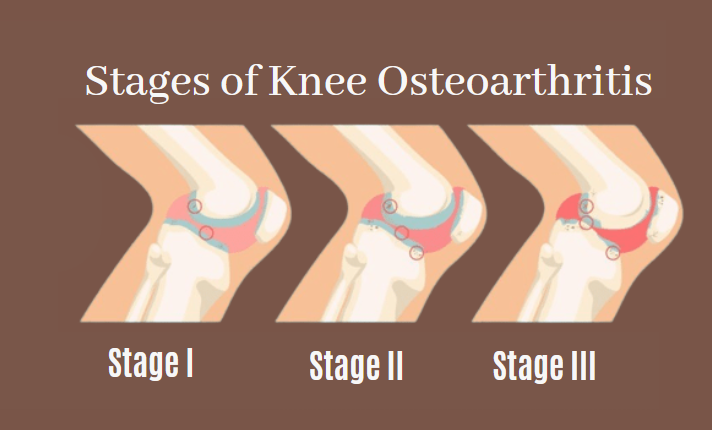 Stages of Knee Osteoarthritis
Stage I
Stage II
Stage III